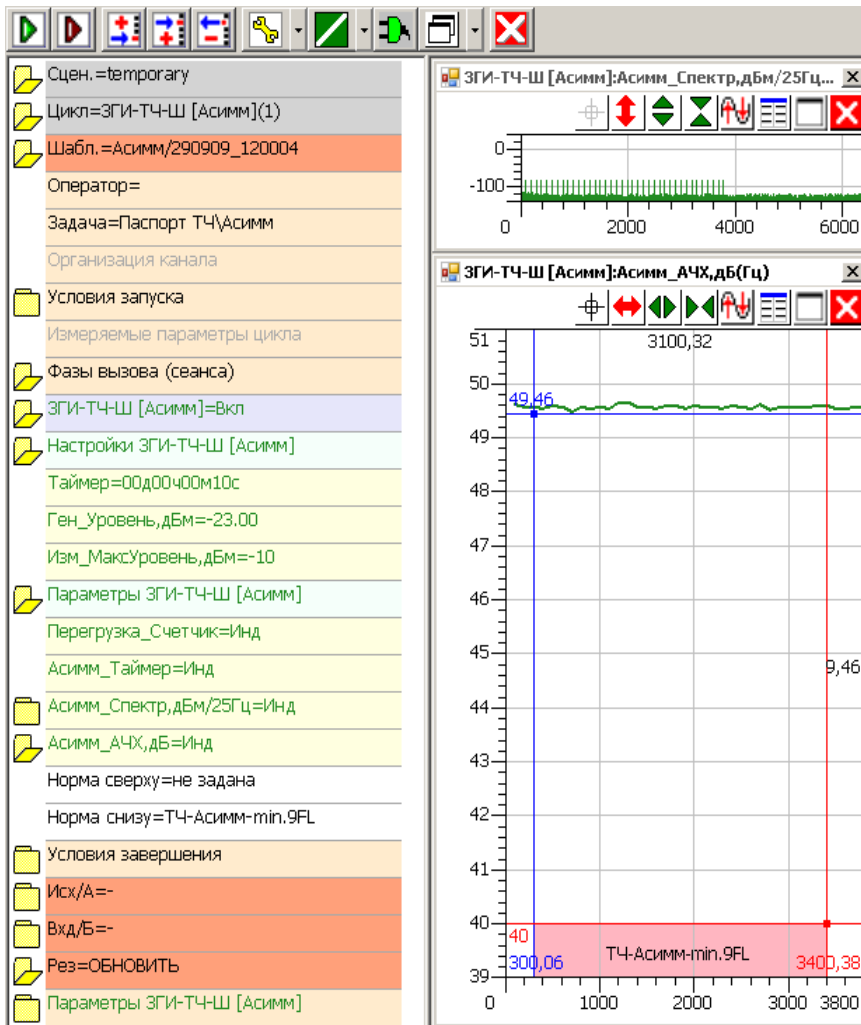 Сцен.=temporary
Цикл=ЗГИ-ТЧ-Ш [Асимм](1)
Шабл.=Асимм/290909_120004
Оператор=
Задача=Паспорт ТЧ\Асимм
Организация канала
Условия запуска
Измеряемые параметры цикла
Фазы вызова (сеанса)
ЗГИ-ТЧ-Ш [Асимм]=Вкл
Настройки ЗГИ-ТЧ-Ш [Асимм]
Таймер=00д00ч00м10с
Ген_Уровень,дБм=-23.00
Изм_МаксУровень,дБм=-10
Параметры ЗГИ-ТЧ-Ш [Асимм]
Перегрузка_Счетчик=Инд
Асимм_Таймер=Инд
Асимм_Спектр,дБм/25Гц=Инд
Асимм_АЧХ,дБ=Инд
Норма сверху=не задана
Норма снизу=ТЧ-Асимм-min.9FL
Условия завершения
Исх/А=-
Вхд/Б=-
Рез=ОБНОВИТЬ
Параметры ЗГИ-ТЧ-Ш [Асимм]
ЗГИ-ТЧ-Ш [Асимм]:Асимм_Спектр,дБм/25Гц...
0
-100
0 2000 4000 6000
ЗГИ-ТЧ-Ш [Асимм]:Асимм_АЧХ,дБ(Гц)
51
3100,32
50
49,46
49
48
47
46
45
9,46
44
43
42
41
40
40
ТЧ-Асимм-min.9FL
300,06 3400,38
39
0 1000 2000 3000 3800